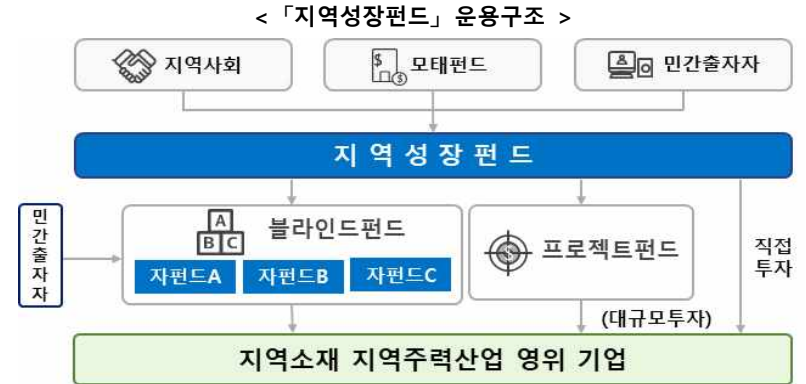 <「지역성장펀드」운용구조 >
지역사회
모태펀드
민간출자자
지역성장펀드
민간출자자
A
B C
블라인드펀드
자펀드A 자펀드B 자펀드C
프로젝트펀드
직접
투자
(대규모투자)
지역소재 지역주력산업 영위 기업